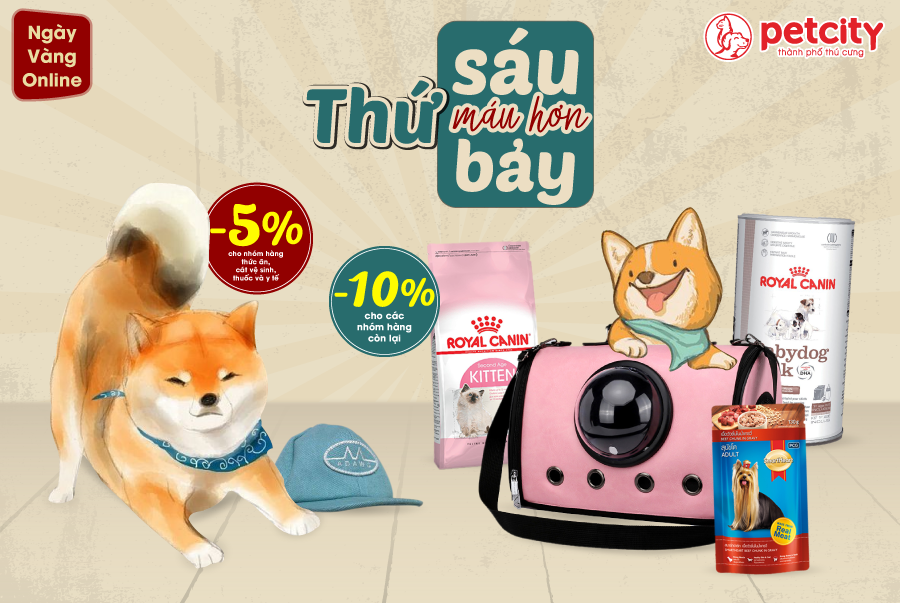 Ngày
Vàng
Online
petcity
thành phố thú cưng
Thứ
sáu
máu hơn
bảy
-5%
cho nhóm hàng
thức ăn,
cát vệ sinh,
thuốc và y tế
-10%
cho các
nhóm hàng
còn lại
ROYAL CANIN
KITTEN
ROYAL CANIN
ADULT
Real
Meat